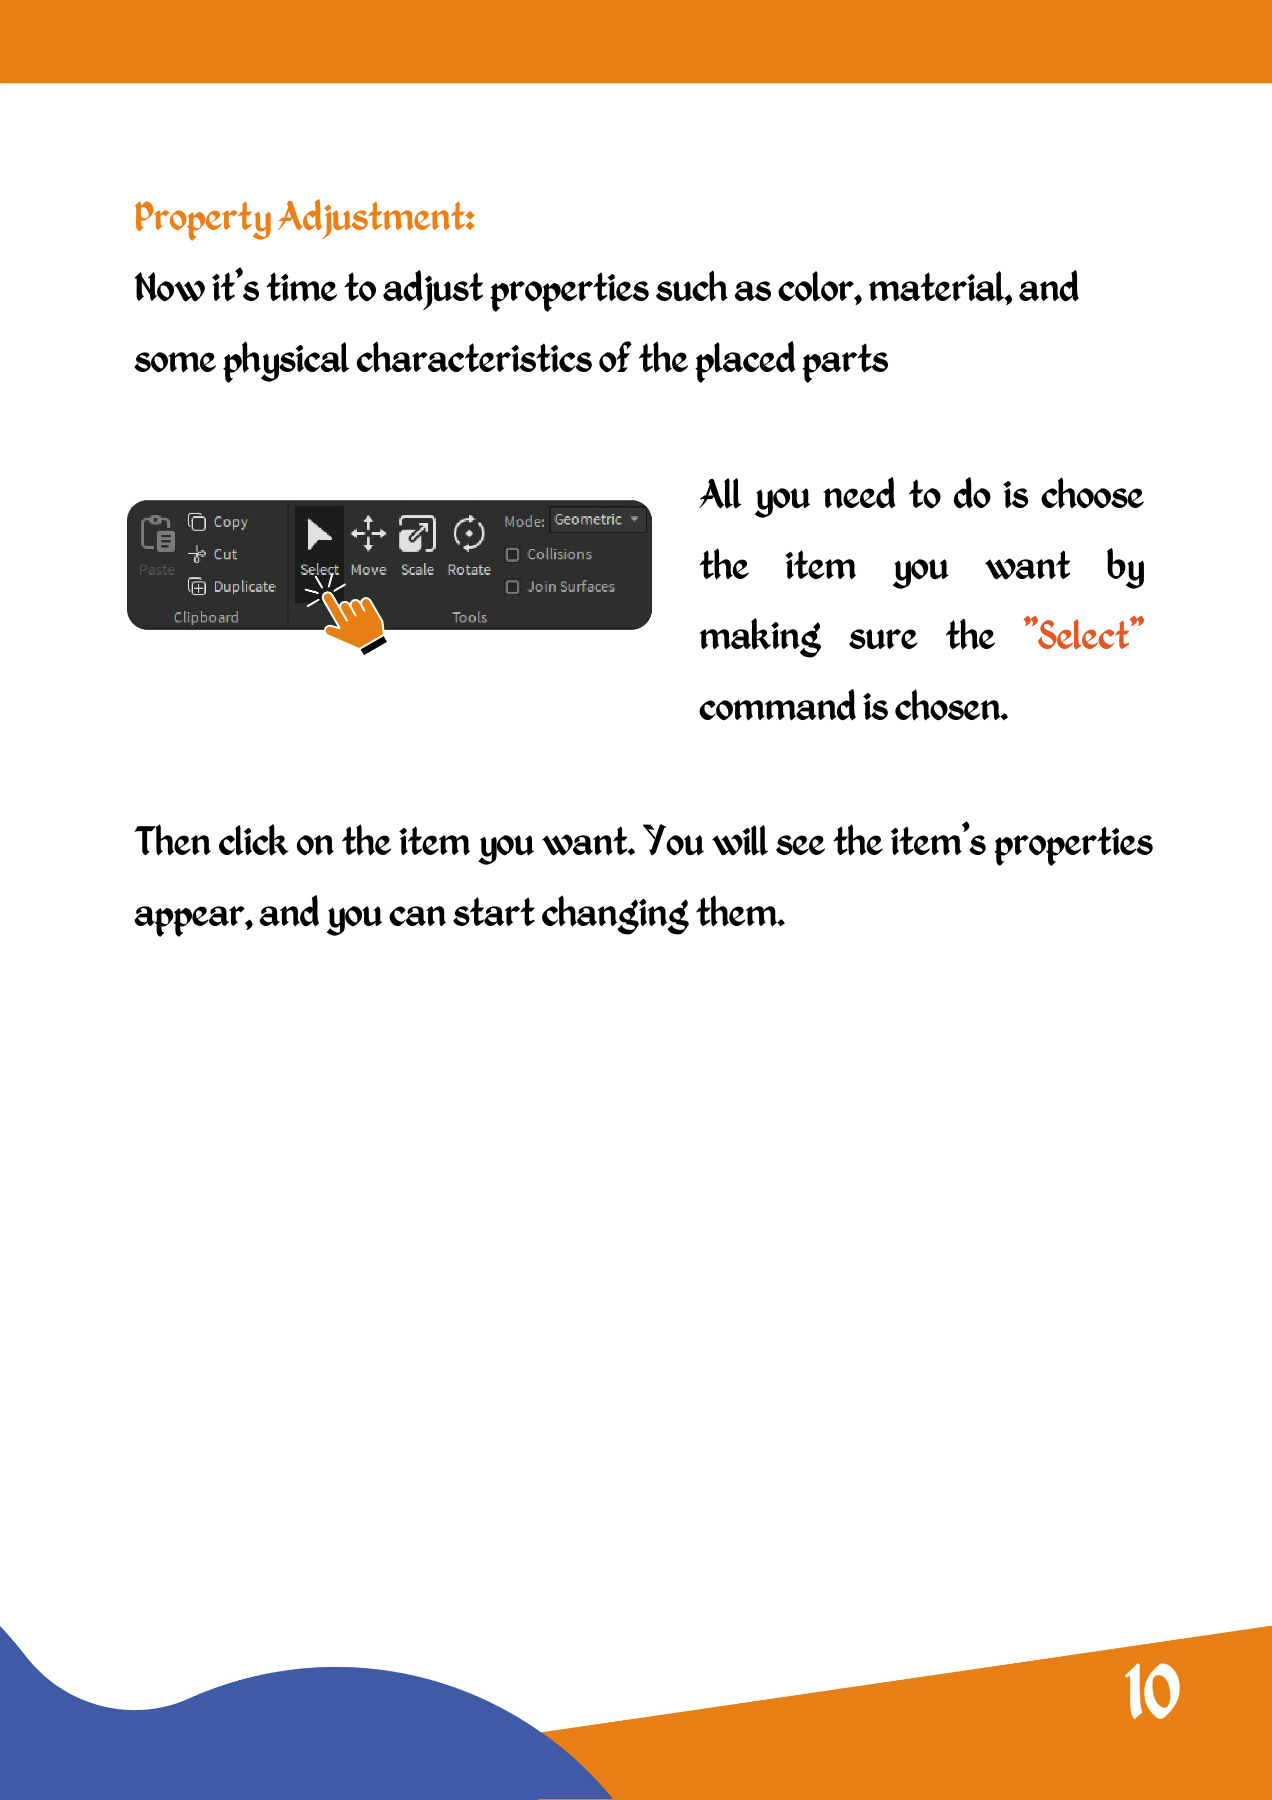 Property Adjustment:
Now it's time to adjust properties such as color, material, and
some physical characteristics of the placed parts
Paste
Copy
Cut
Duplicate
Clipboard
Select
Move
Scale
Rotate
Mode: Geometric
Collisions
Join Surfaces
Tools
All you need to do is choose
the item you want by
making sure the "Select"
command is chosen.
Then click on the item you want. You will see the item's properties
appear, and you can start changing them.
10